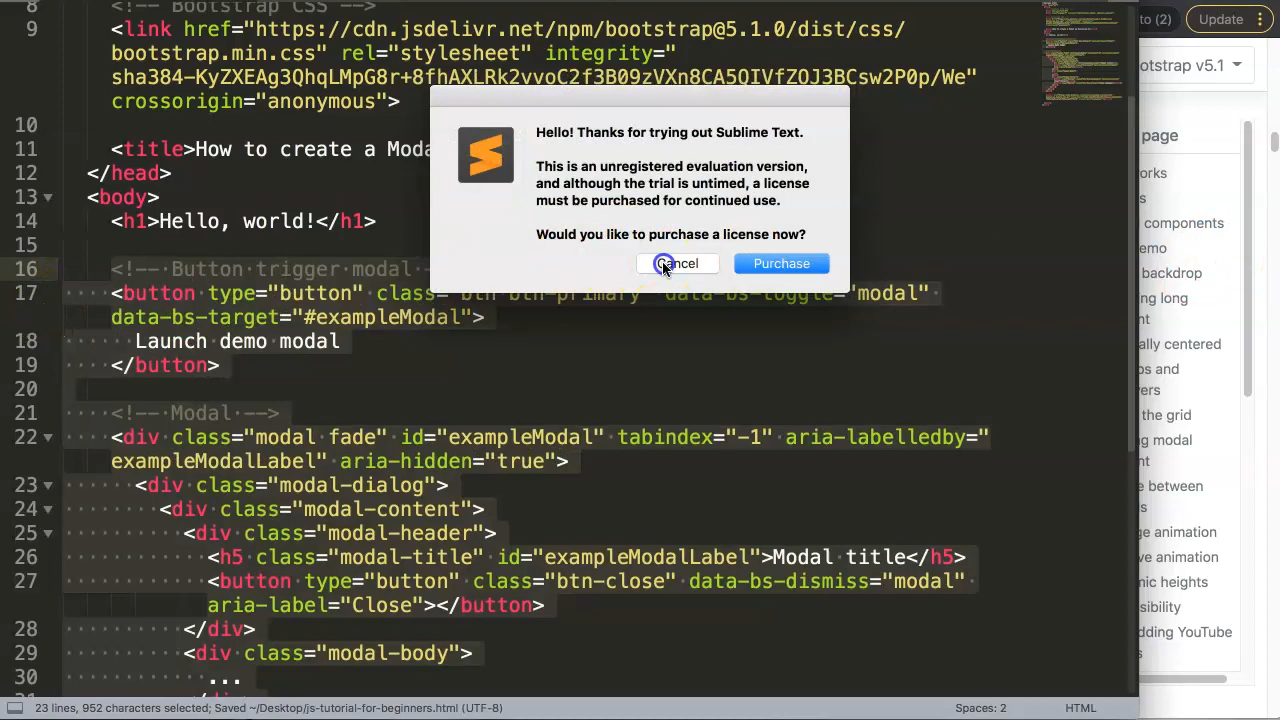 8 <!-- Bootstrap CSS -->
9 <link href="https://cdn.jsdelivr.net/npm/bootstrap@5.1.0/dist/css/
bootstrap.min.css" rel="stylesheet" integrity="
sha384-KyZXEAg3QhqLMpG8r+8fhAXLRk2vvoC2f3B09zVXn8CA5QIVfZOJ3BCsw2P0p/We"
crossorigin="anonymous">
10
11 <title>How to create a Moda
12 </head>
13 <body>
14 <h1>Hello, world!</h1>
15
16 <!-- Button trigger modal
17 <button type="button" class="btn btn-primary" data-bs-toggle="modal"
data-bs-target="#exampleModal">
18 Launch demo modal
19 </button>
20
21 <!-- Modal -->
22 <div class="modal fade" id="exampleModal" tabindex="-1" aria-labelledby="
exampleModalLabel" aria-hidden="true">
23 <div class="modal-dialog">
24 <div class="modal-content">
25 <div class="modal-header">
26 <h5 class="modal-title" id="exampleModalLabel">Modal title</h5>
27 <button type="button" class="btn-close" data-bs-dismiss="modal"
aria-label="Close"></button>
28 </div>
29 <div class="modal-body">
30 ...
31
Hello! Thanks for trying out Sublime Text.
This is an unregistered evaluation version,
and although the trial is untimed, a license
must be purchased for continued use.
Would you like to purchase a license now?
Cancel Purchase
to (2) Update
otstrap v5.1
page
orks
s
components
emo
backdrop
ing long
nt
ally centered
ps and
vers
the grid
ng modal
nt
e between
s
ge animation
ve animation
mic heights
sibility
dding YouTube
s
23 lines, 952 characters selected; Saved ~/Desktop/js-tutorial-for-beginners.html (UTF-8) Spaces: 2 HTML